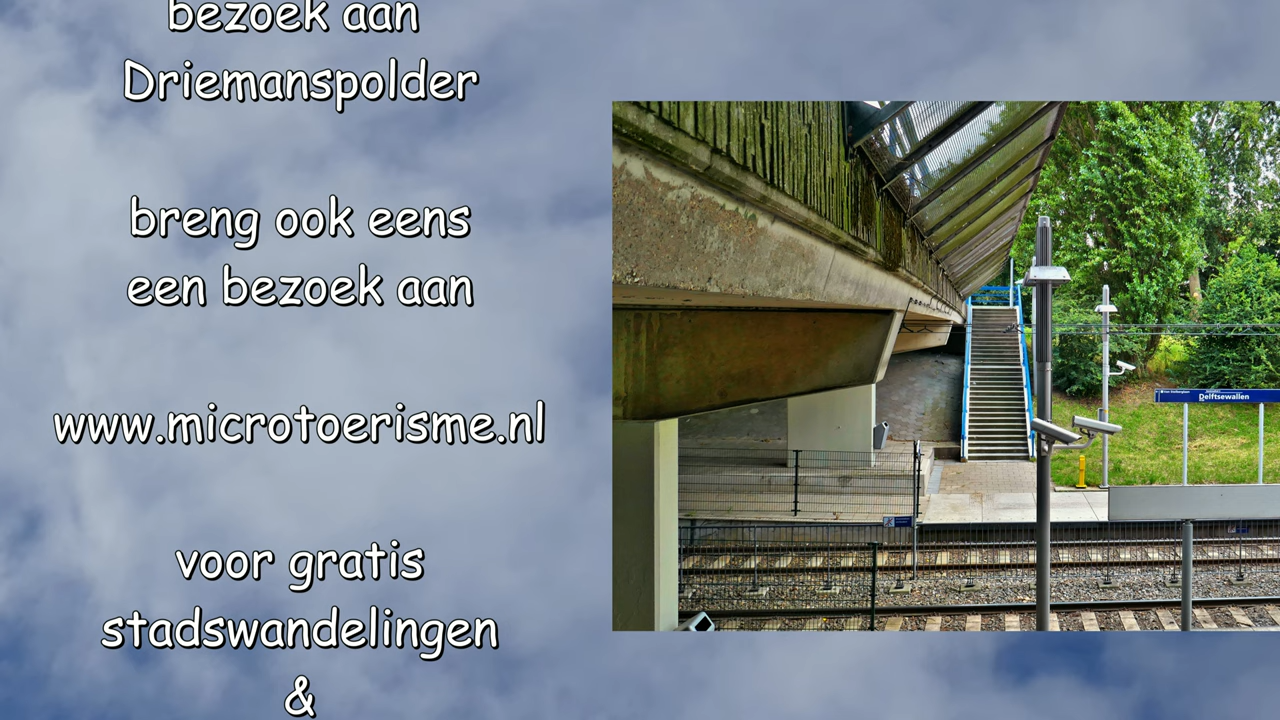 bezoek aan
Driemanspolder
breng ook eens
een bezoek aan
www.microtoerisme.nl
voor gratis
stadswandelingen
&
Delftsewallen